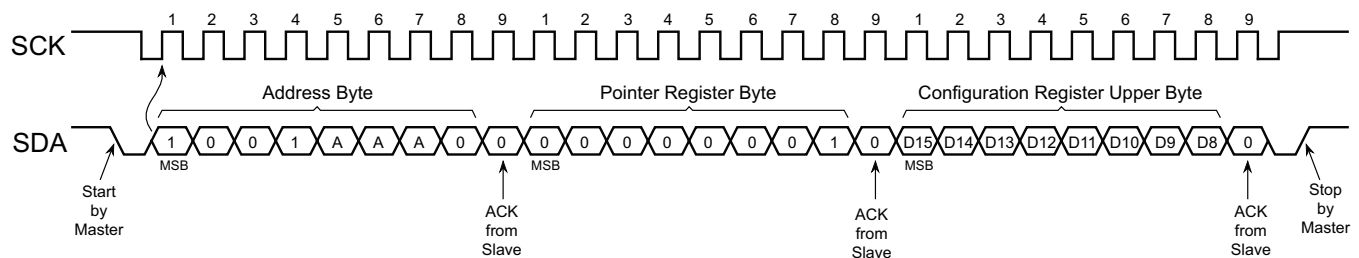 1 2 3 4 5 6 7 8 9 1 2 3 4 5 6 7 8 9 1 2 3 4 5 6 7 8 9
SCK
Address Byte Pointer Register Byte Configuration Register Upper Byte
SDA 1 0 0 1 A A A 0 0 0 0 0 0 0 0 0 1 0 D15 D14 D13 D12 D11 D10 D9 D8 0
MSB MSB MSB
Start
by
Master
ACK
from
Slave
ACK
from
Slave
ACK
from
Slave
Stop
by
Master